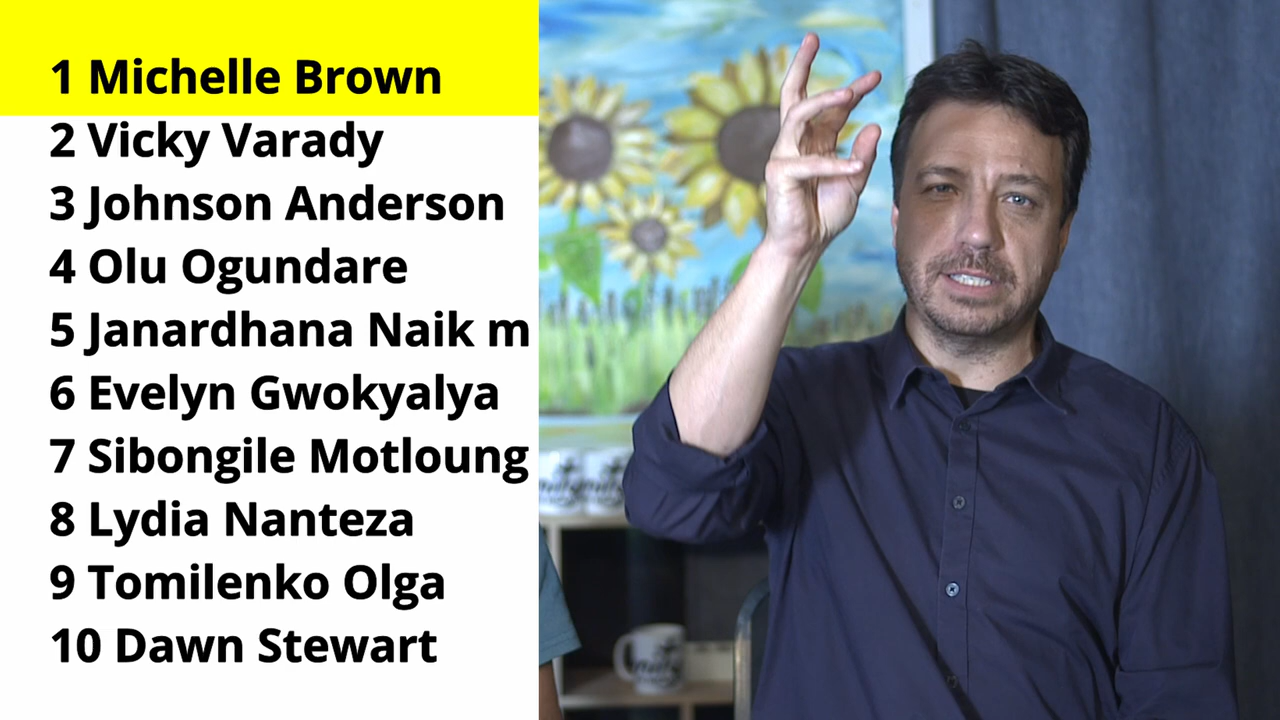 1 Michelle Brown
2 Vicky Varady
3 Johnson Anderson
4 Olu Ogundare
5 Janardhana Naik m
6 Evelyn Gwokyalya
7 Sibongile Motloung
8 Lydia Nanteza
9 Tomilenko Olga
10 Dawn Stewart